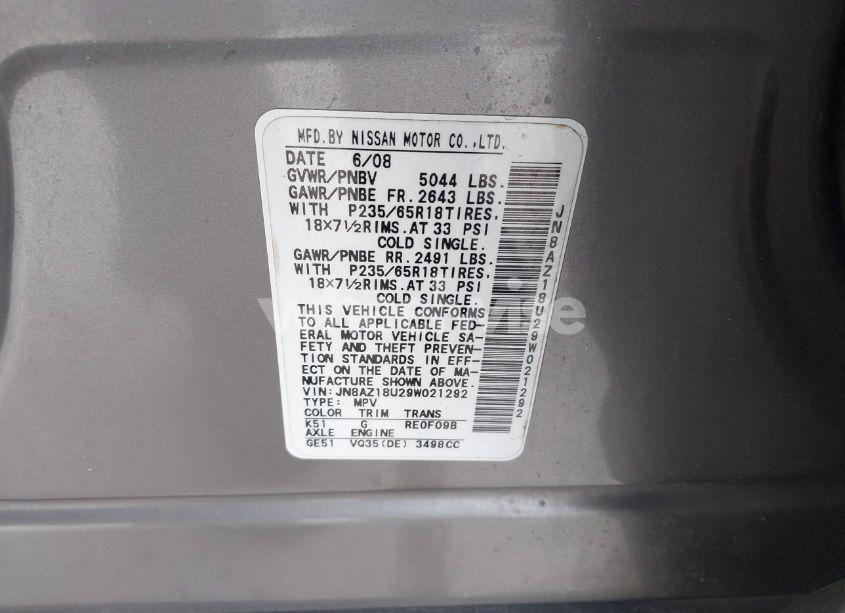 MFD.BY NISSAN MOTOR CO.,LTD.
DATE 6/08
GVWR/PNBV 5044 LBS.
GAWR/PNBE FR. 2643 LBS.
WITH P235/65R18TIRES,
18×7½RIMS.AT 33 PSI
COLD SINGLE.
GAWR/PNBE RR. 2491 LBS.
WITH P235/65R18TIRES,
18×7½RIMS.AT 33 PSI
COLD SINGLE.
THIS VEHICLE CONFORMS
TO ALL APPLICABLE FED-
ERAL MOTOR VEHICLE SA-
FETY AND THEFT PREVEN-
TION STANDARDS IN EFF-
ECT ON THE DATE OF MA-
NUFACTURE SHOWN ABOVE.
VIN:JN8AZ18U29W021292
TYPE: MPV
COLOR TRIM TRANS
K51 G RE0F09B
AXLE ENGINE
GE51 VQ35(DE) 3498CC
JN8AZ18U29W021292